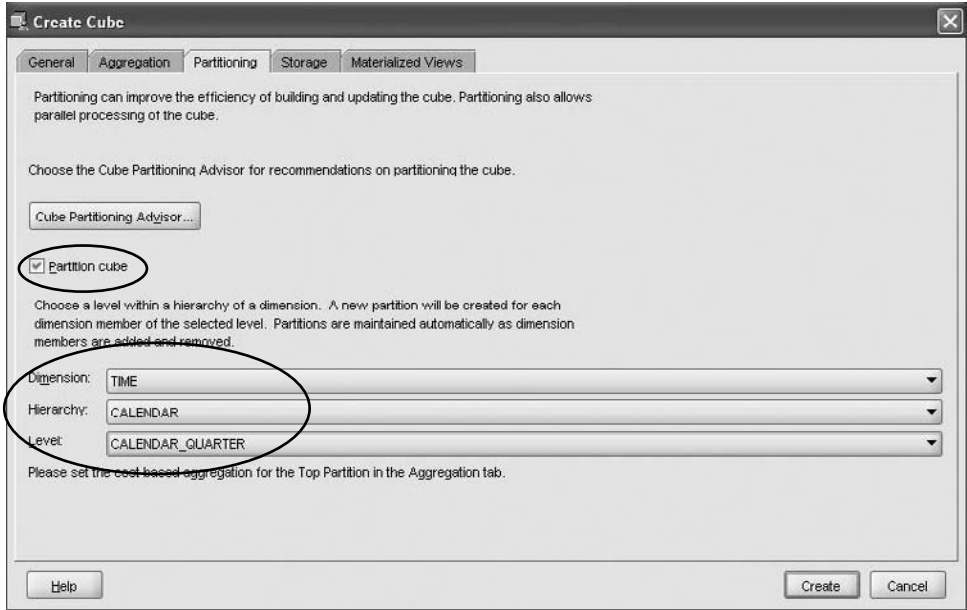 Create Cube
General Aggregation Partitioning Storage Materialized Views
Partitioning can improve the efficiency of building and updating the cube. Partitioning also allows
parallel processing of the cube.
Choose the Cube Partitioning Advisor for recommendations on partitioning the cube.
Cube Partitioning Advisor...
Partition cube
Choose a level within a hierarchy of a dimension. A new partition will be created for each
dimension member of the selected level. Partitions are maintained automatically as dimension
members are added and removed.
Dimension: TIME
Hierarchy: CALENDAR
Level: CALENDAR_QUARTER
Please set the cost based aggregation for the Top Partition in the Aggregation tab.
Help Create Cancel